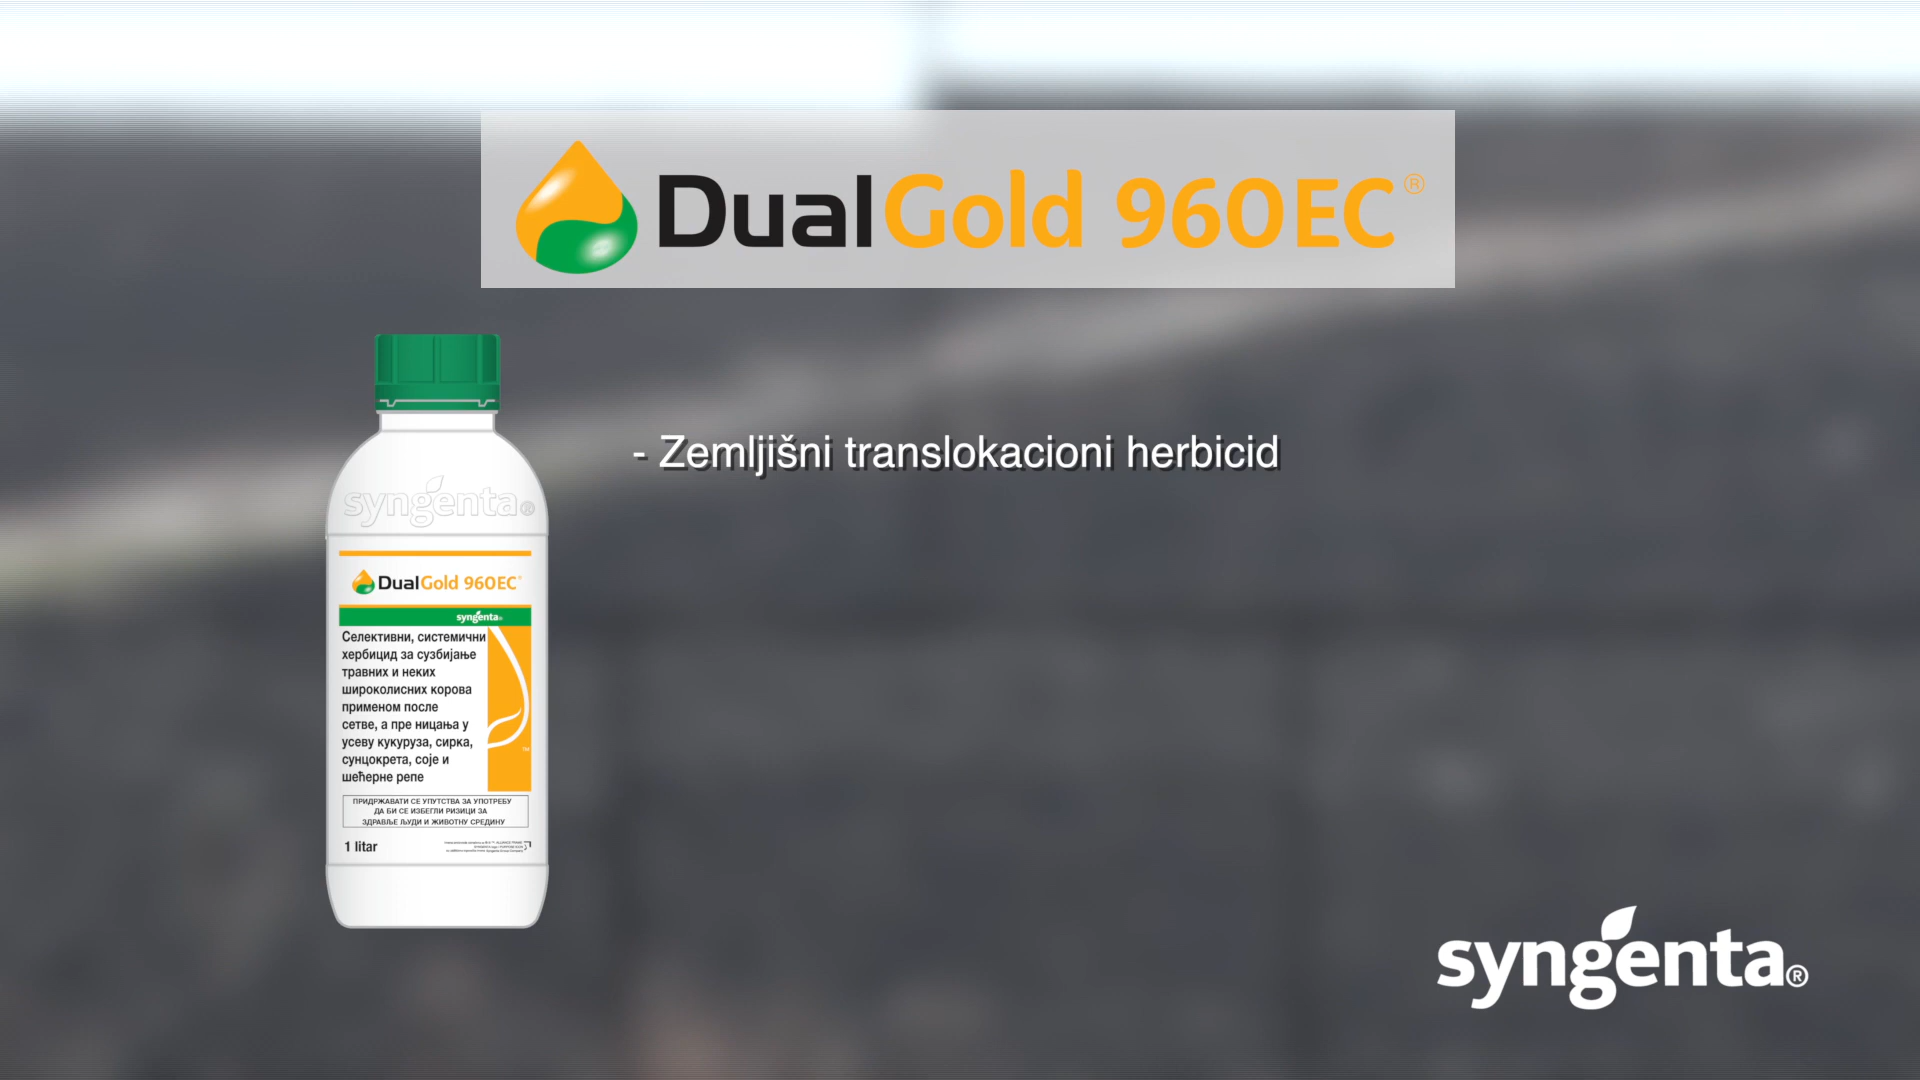 DualGold 960EC®
- Zemljišni translokacioni herbicid
syngenta®
DualGold 960EC®
syngenta®
Селективни, системични
хербицид за сузбијање
травних и неких
широколисних корова
применом после
сетве, а пре ницања у
усеву кукуруза, сирка,
сунцокрета, соје и
шећерне репе
TM
ПРИДРЖАВАТИ СЕ УПУТСТВА ЗА УПОТРЕБУ
ДА БИ СЕ ИЗБЕГЛИ РИЗИЦИ ЗА
ЗДРАВЉЕ ЉУДИ И ЖИВОТНУ СРЕДИНУ
1 litar
syngenta®